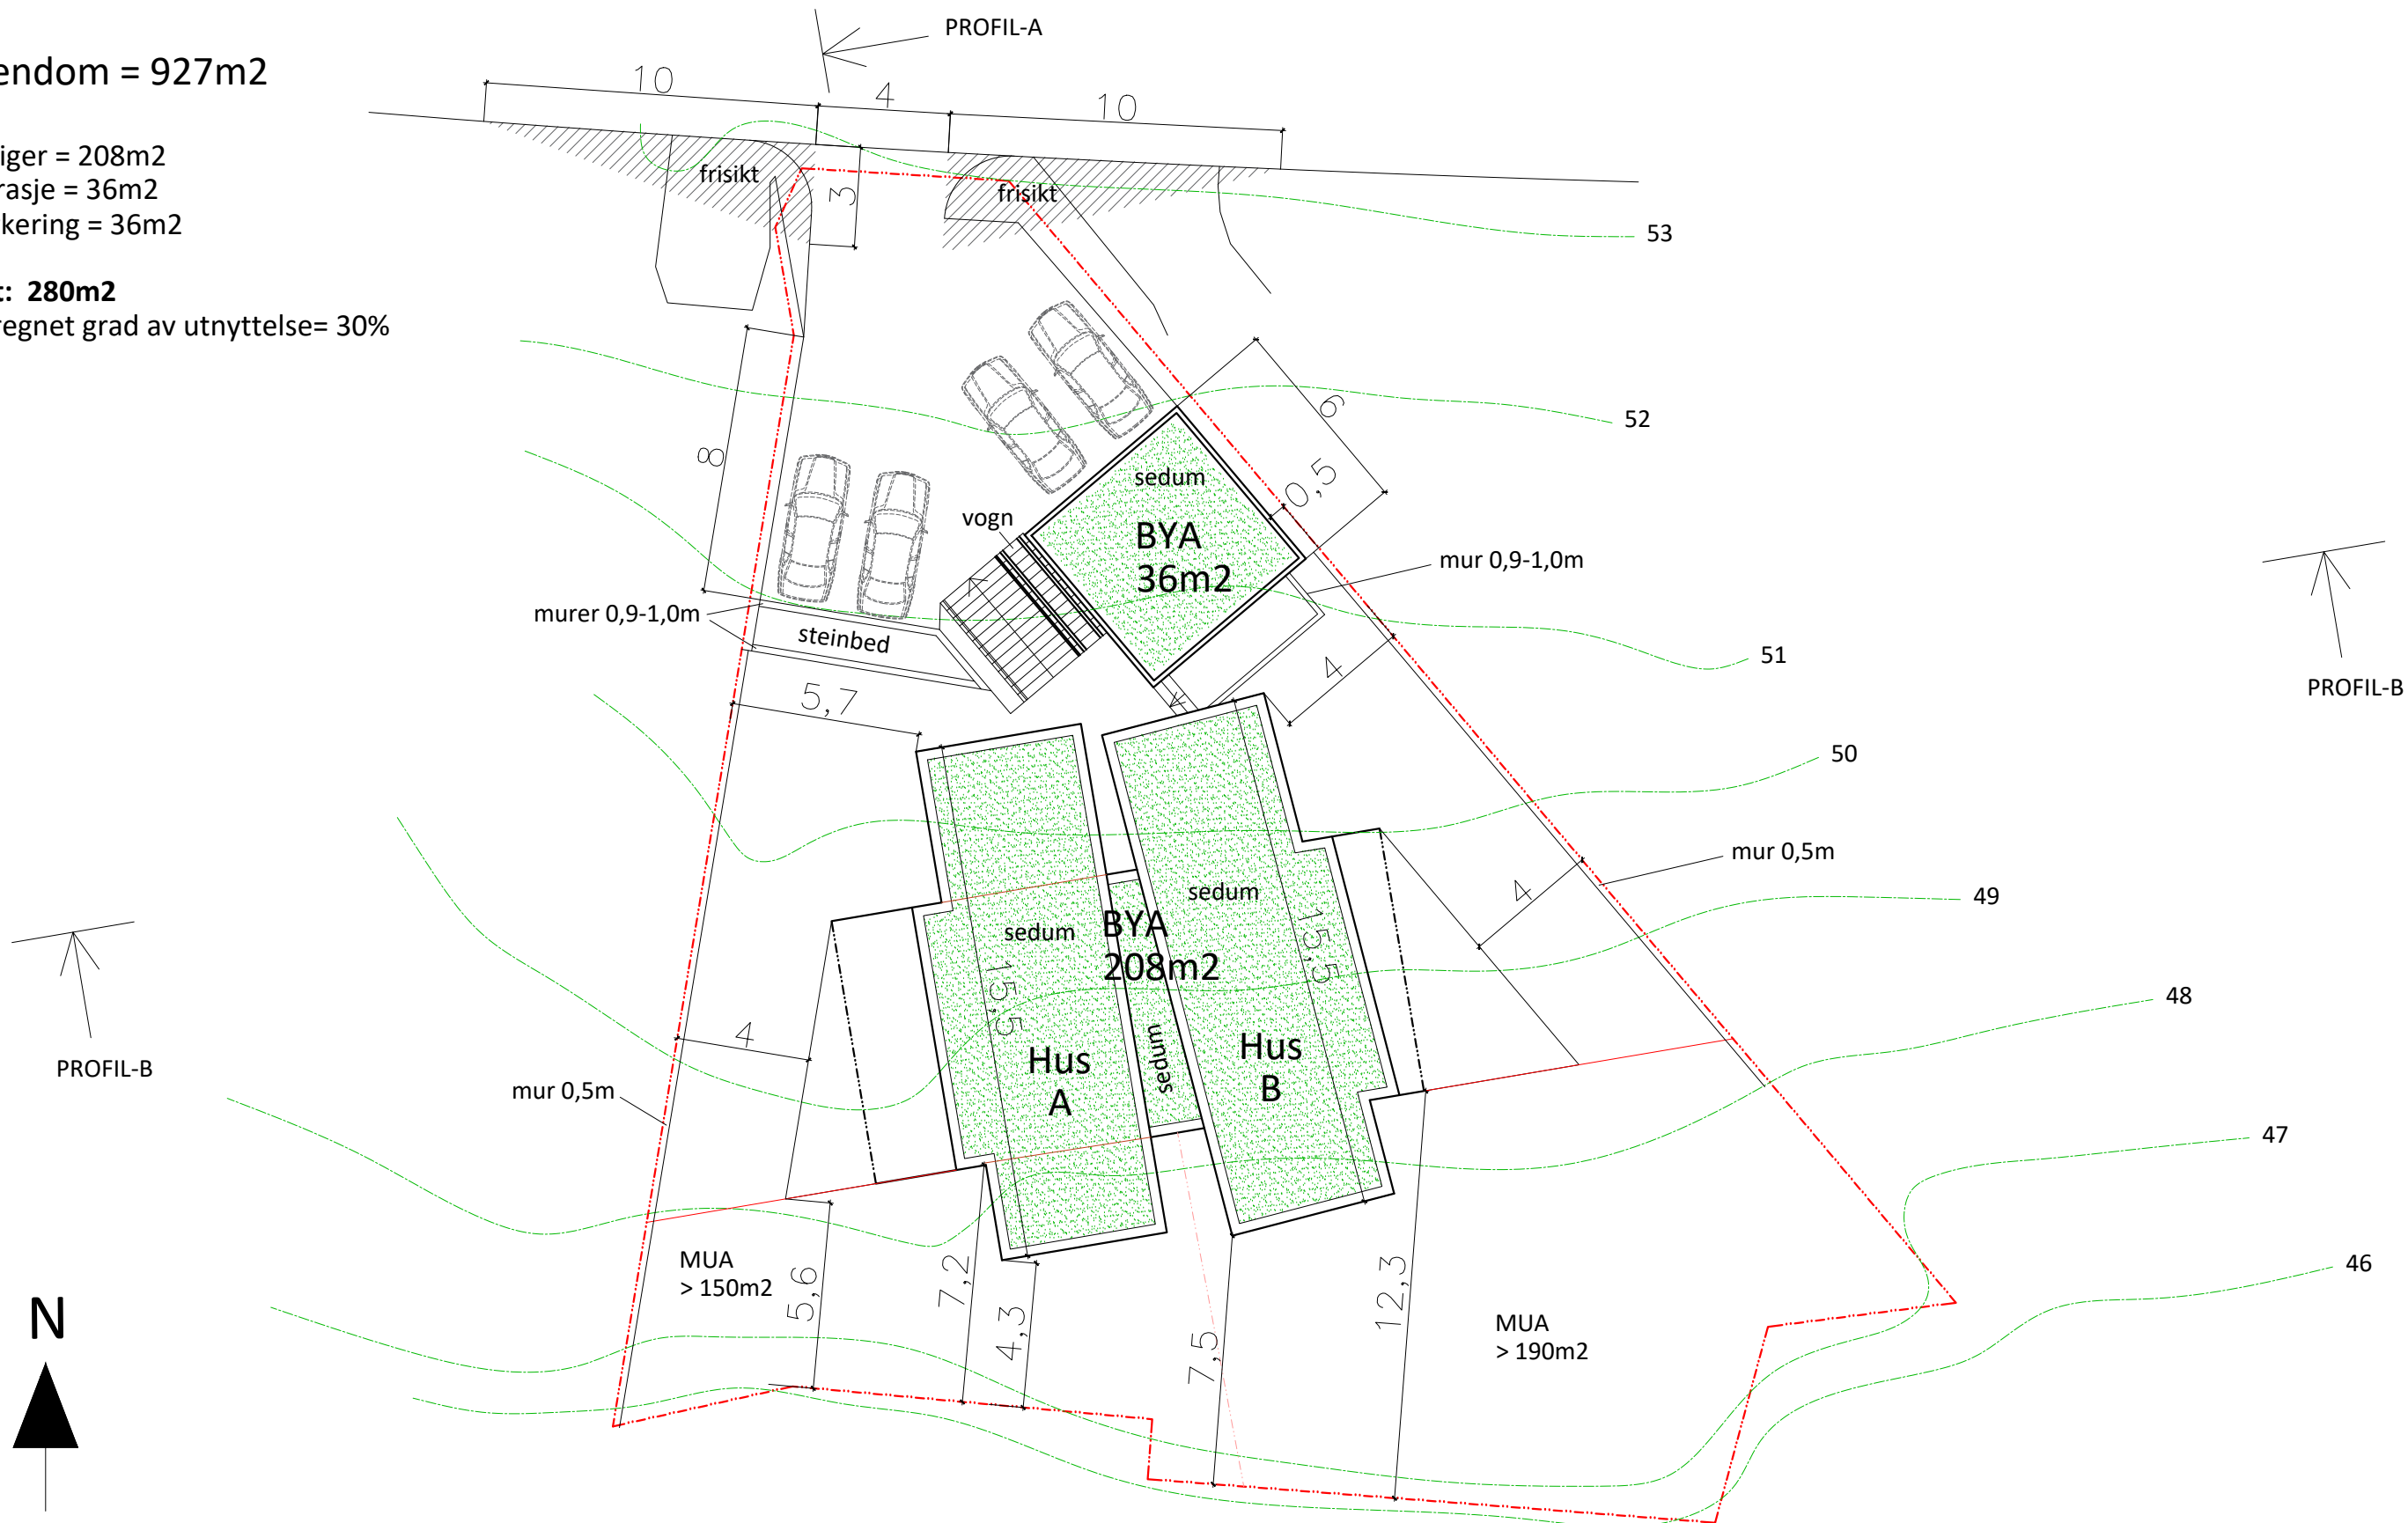 PROFIL-A
endom = 927m2
10
4
10
iger = 208m2
rasje = 36m2
kering = 36m2
t: 280m2
regnet grad av utnyttelse= 30%
frisikt
frisikt
3
53
52
6
8
0,5
sedum
BYA
36m2
vogn
mur 0,9-1,0m
murer 0,9-1,0m
steinbed
51
4
5,7
PROFIL-B
50
mur 0,5m
4
49
sedum
sedum
BYA
208m2
15,5
15,5
48
4
sedum
Hus
A
Hus
B
PROFIL-B
mur 0,5m
47
MUA
> 150m2
5,6
7,2
4,3
7,5
12,3
46
MUA
> 190m2
N